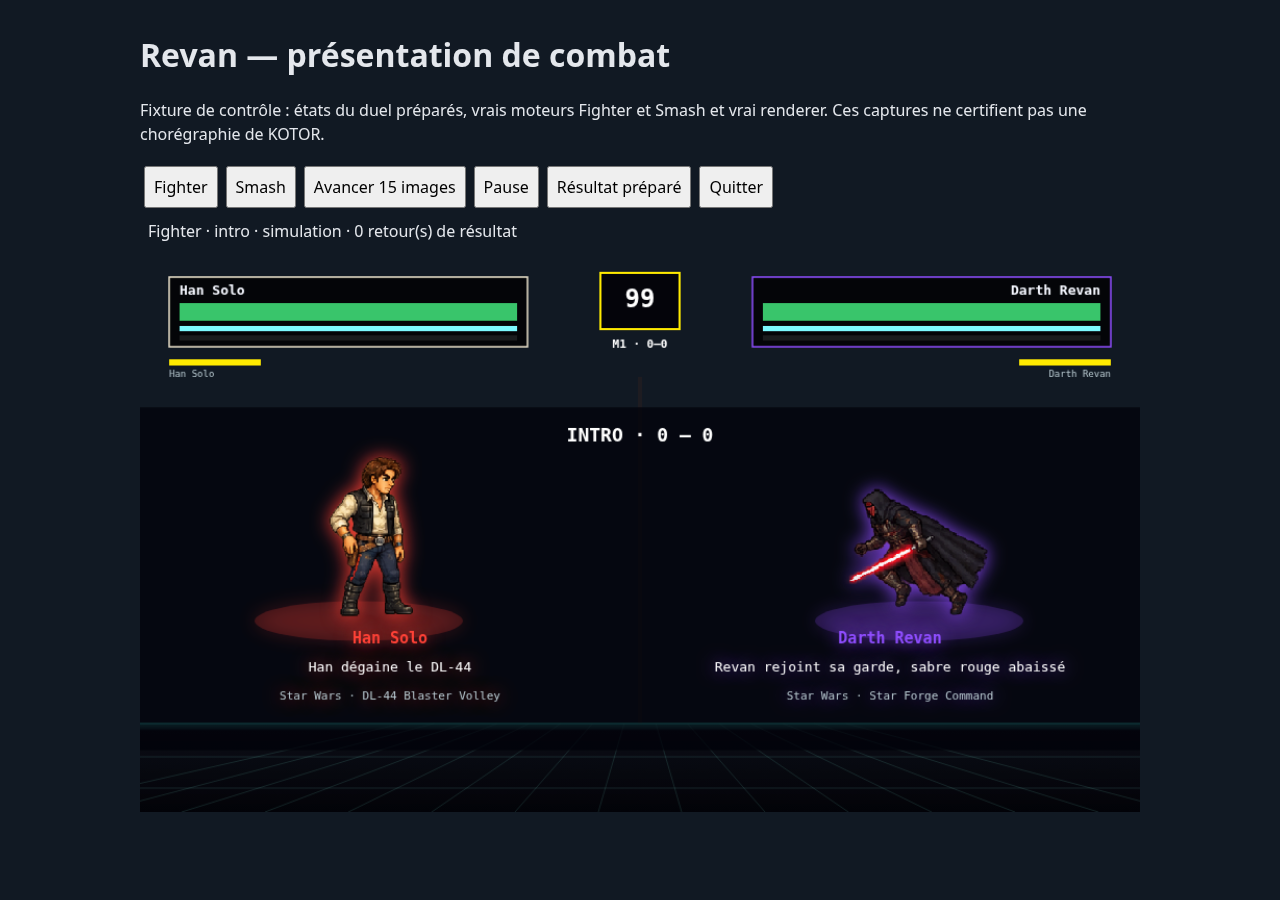 Revan — présentation de combat
Fixture de contrôle : états du duel préparés, vrais moteurs Fighter et Smash et vrai renderer. Ces captures ne certifient pas une
chorégraphie de KOTOR.
Fighter Smash Avancer 15 images Pause Résultat préparé Quitter
Fighter · intro · simulation · 0 retour(s) de résultat
Han Solo 99 Darth Revan
M1 · 0—0
Han Solo Darth Revan
INTRO · 0 — 0
Han Solo Darth Revan
Han dégaine le DL-44 Revan rejoint sa garde, sabre rouge abaissé
Star Wars · DL-44 Blaster Volley Star Wars · Star Forge Command